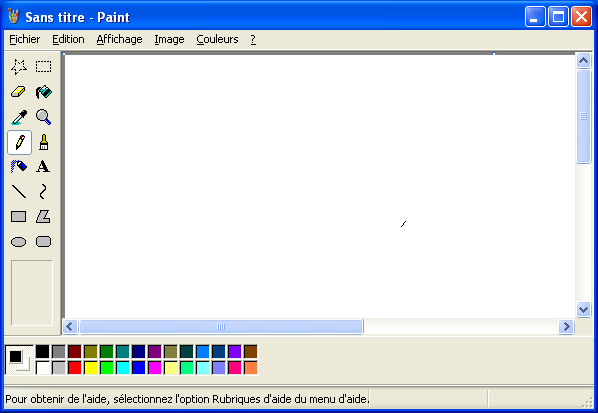 Sans titre - Paint
Fichier Edition Affichage Image Couleurs ?
A
Pour obtenir de l'aide, sélectionnez l'option Rubriques d'aide du menu d'aide.